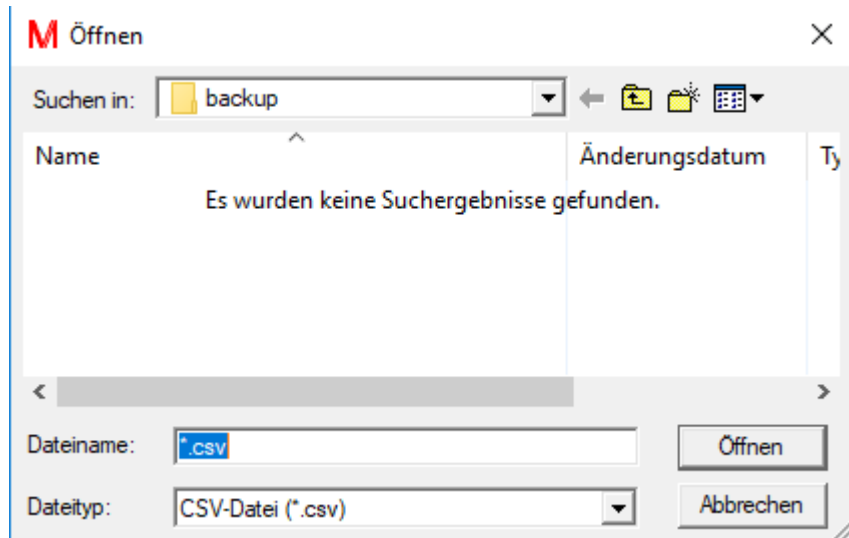 M Öffnen
Suchen in: backup
Name Änderungsdatum Ty
Es wurden keine Suchergebnisse gefunden.
Dateiname: *.csv Öffnen
Dateityp: CSV-Datei (*.csv) Abbrechen